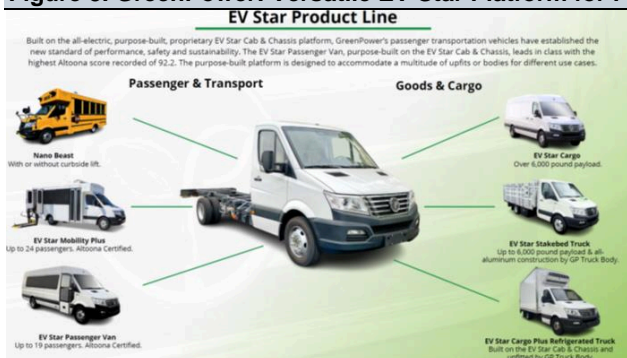 EV Star Product Line
Built on the all-electric, purpose-built, proprietary EV Star Cab & Chassis platform, GreenPower's passenger transportation vehicles have established the
new standard of performance, safety and sustainability. The EV Star Passenger Van, purpose-built on the EV Star Cab & Chassis, leads in class with the
highest Altoona score recorded of 92.2. The purpose-built platform is designed to accommodate a multitude of upfits or bodies for different use cases.
Passenger & Transport
Nano Beast
With or without curbside lift.
EV Star Mobility Plus
Up to 24 passengers. Altoona Certified.
EV Star Passenger Van
Up to 19 passengers. Altoona Certified.
Goods & Cargo
EV Star Cargo
Over 6,000 pound payload.
EV Star Stakebed Truck
Up to 6,000 pound payload & all-
aluminum construction by GP Truck Body.
EV Star Cargo Plus Refrigerated Truck
Built on the EV Star Cab & Chassis and